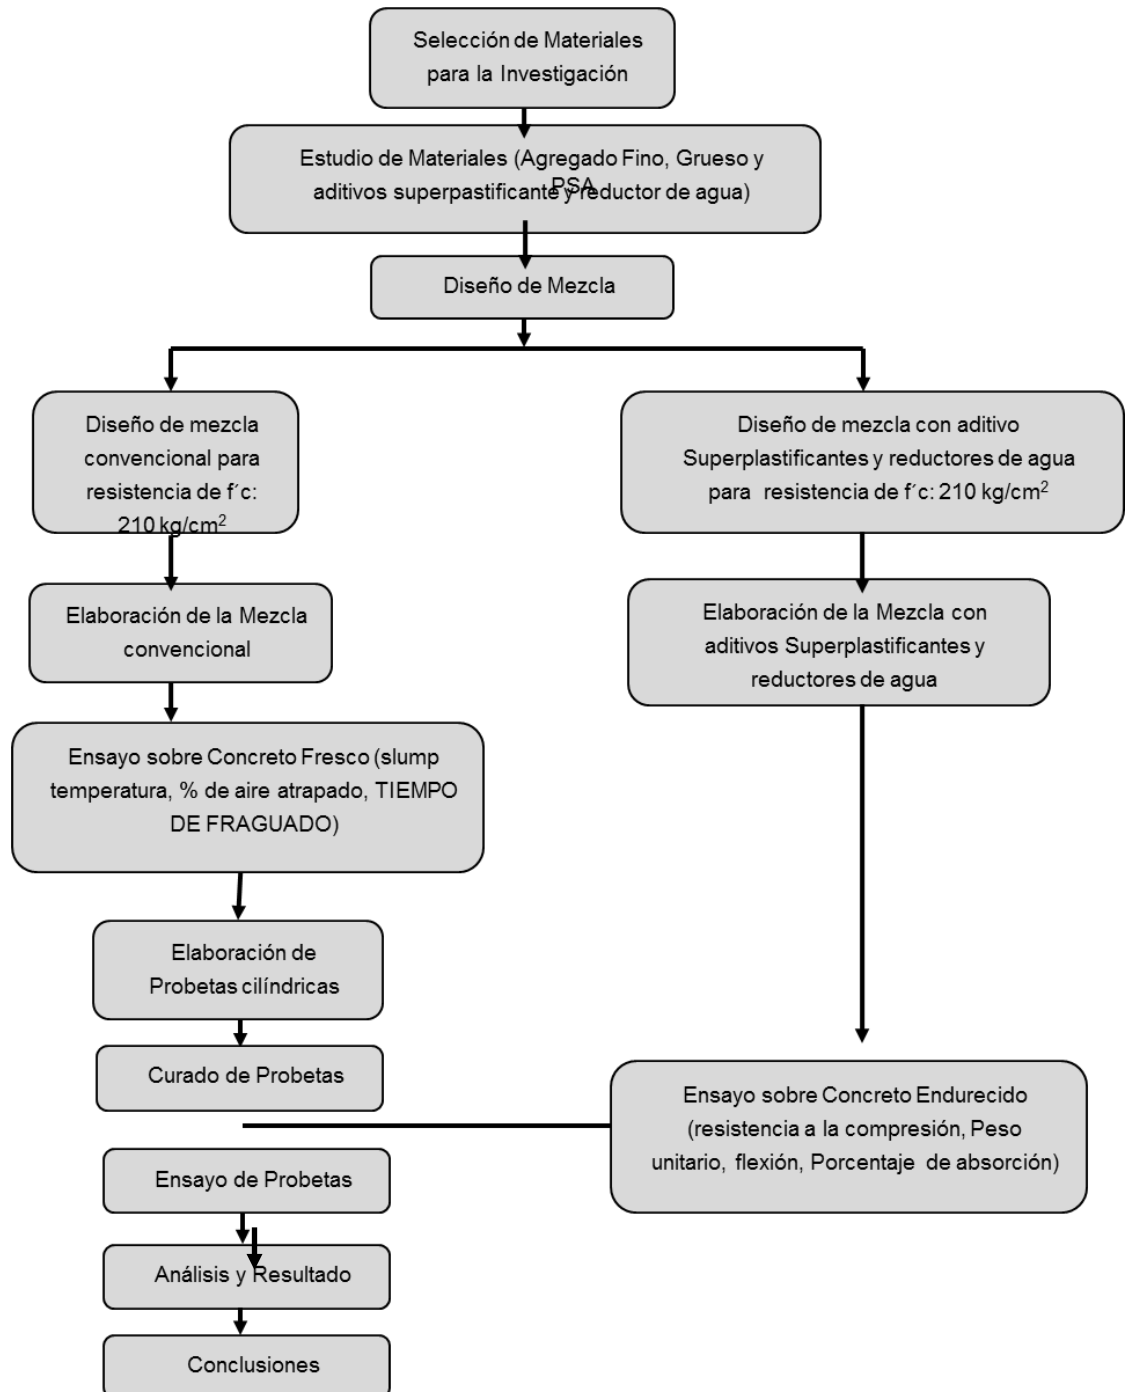 Selección de Materiales
para la Investigación
Estudio de Materiales (Agregado Fino, Grueso y
PSA
aditivos superpastificante y reductor de agua)
Diseño de Mezcla
Diseño de mezcla
convencional para
resistencia de f´c:
210 kg/cm²
Diseño de mezcla con aditivo
Superplastificantes y reductores de agua
para resistencia de f´c: 210 kg/cm²
Elaboración de la Mezcla
convencional
Elaboración de la Mezcla con
aditivos Superplastificantes y
reductores de agua
Ensayo sobre Concreto Fresco (slump
temperatura, % de aire atrapado, TIEMPO
DE FRAGUADO)
Elaboración de
Probetas cilíndricas
Curado de Probetas
Ensayo sobre Concreto Endurecido
(resistencia a la compresión, Peso
unitario, flexión, Porcentaje de absorción)
Ensayo de Probetas
Análisis y Resultado
Conclusiones